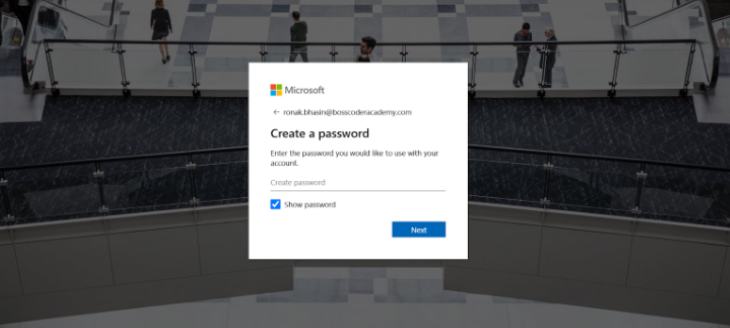 Microsoft
← ronak.bhasin@bosscoderacademy.com
Create a password
Enter the password you would like to use with your
account.
Create password
Show password
Next